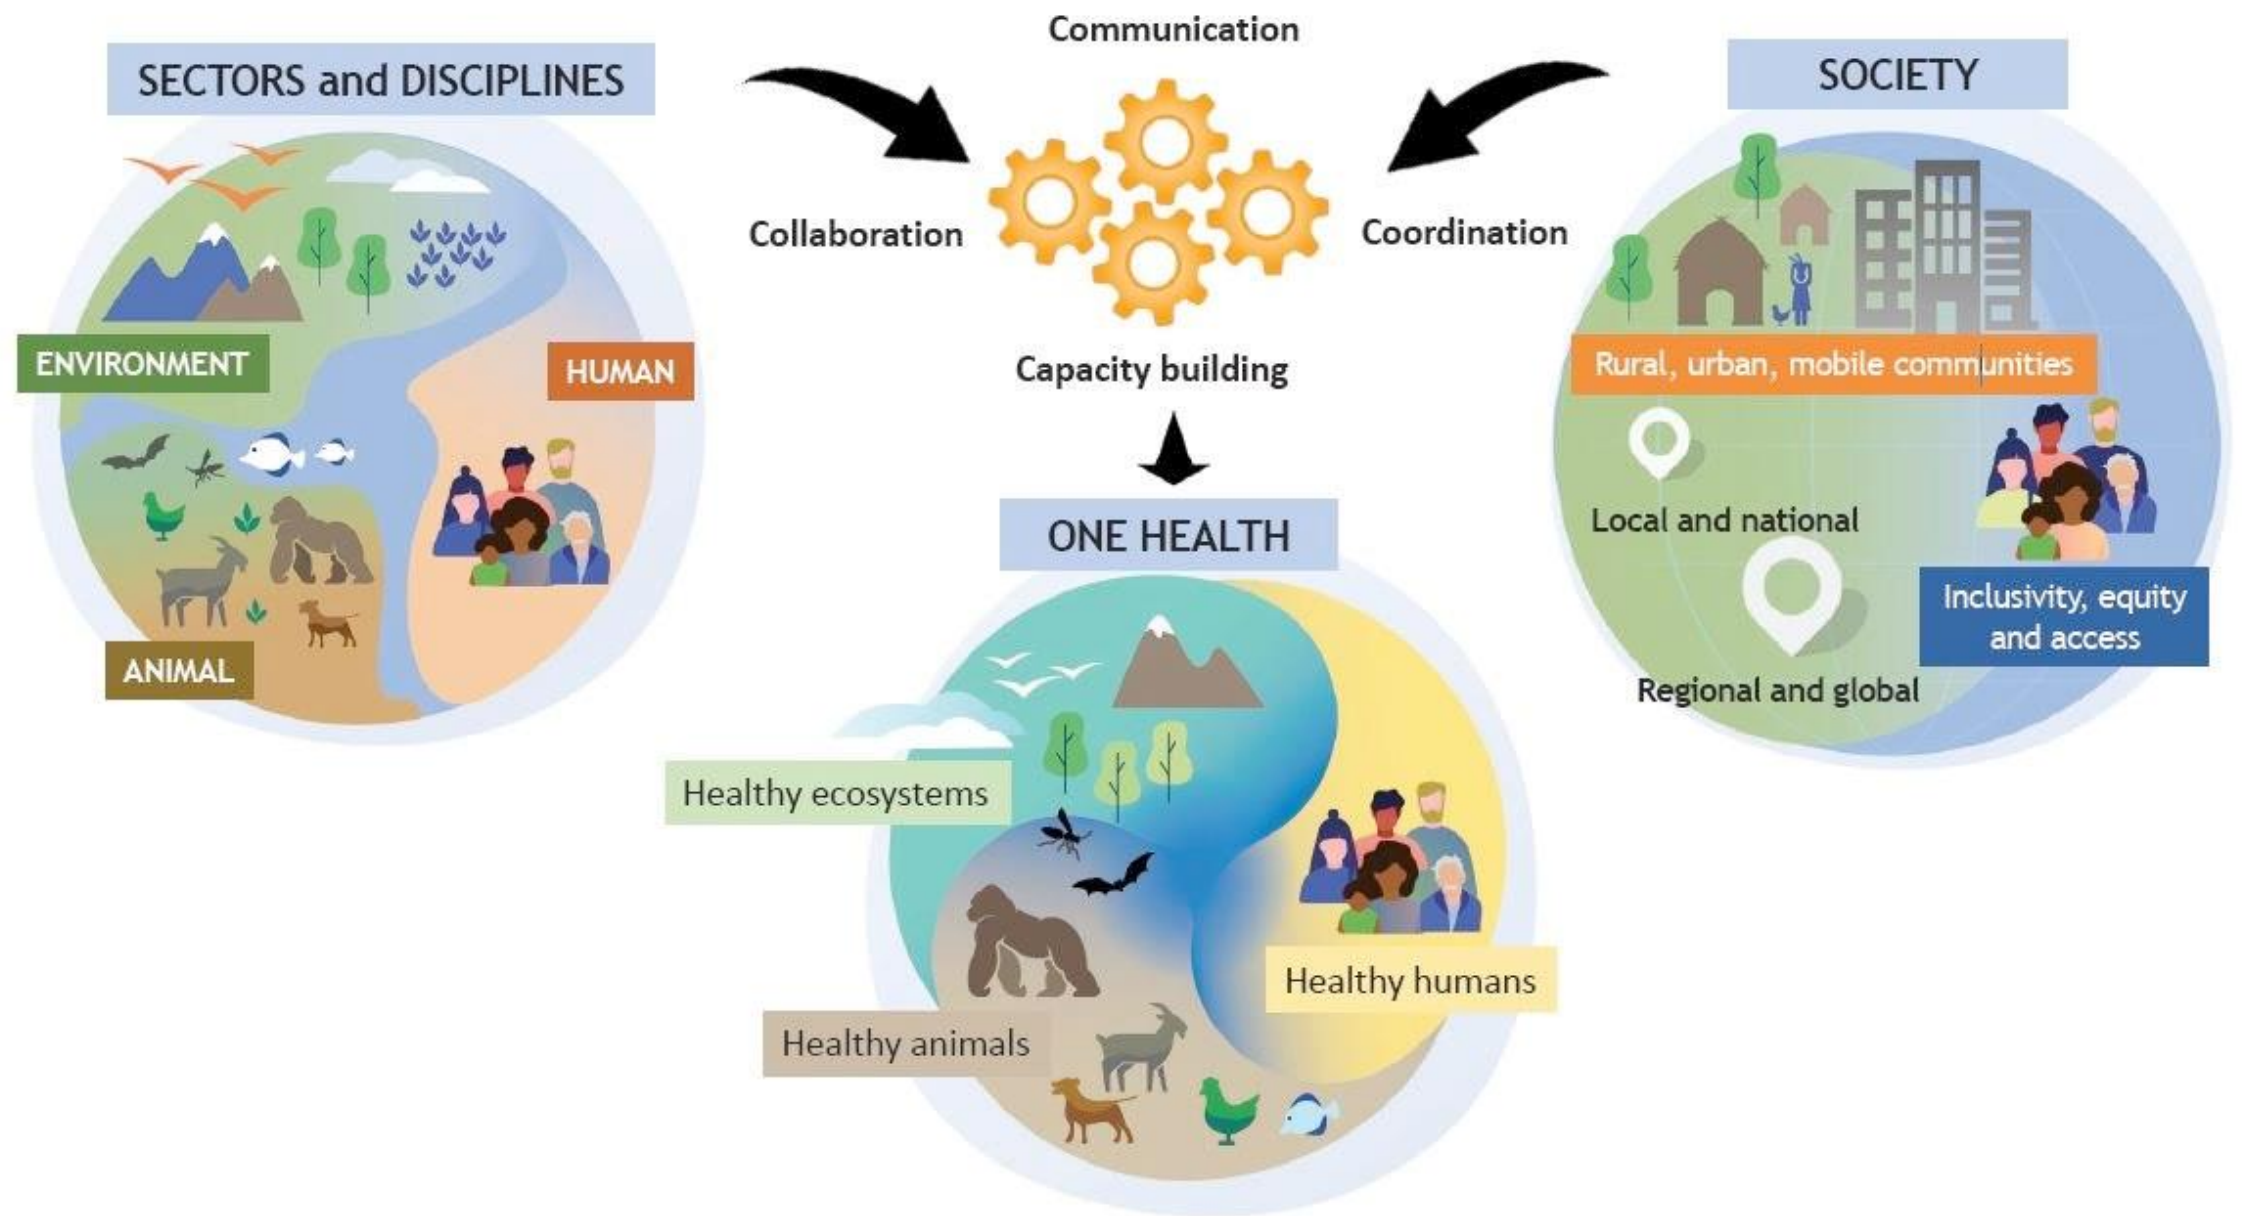 Communication
SECTORS and DISCIPLINES
SOCIETY
Collaboration
Coordination
ENVIRONMENT
HUMAN
Capacity building
Rural, urban, mobile communities
Local and national
ONE HEALTH
Inclusivity, equity
and access
ANIMAL
Regional and global
Healthy ecosystems
Healthy humans
Healthy animals